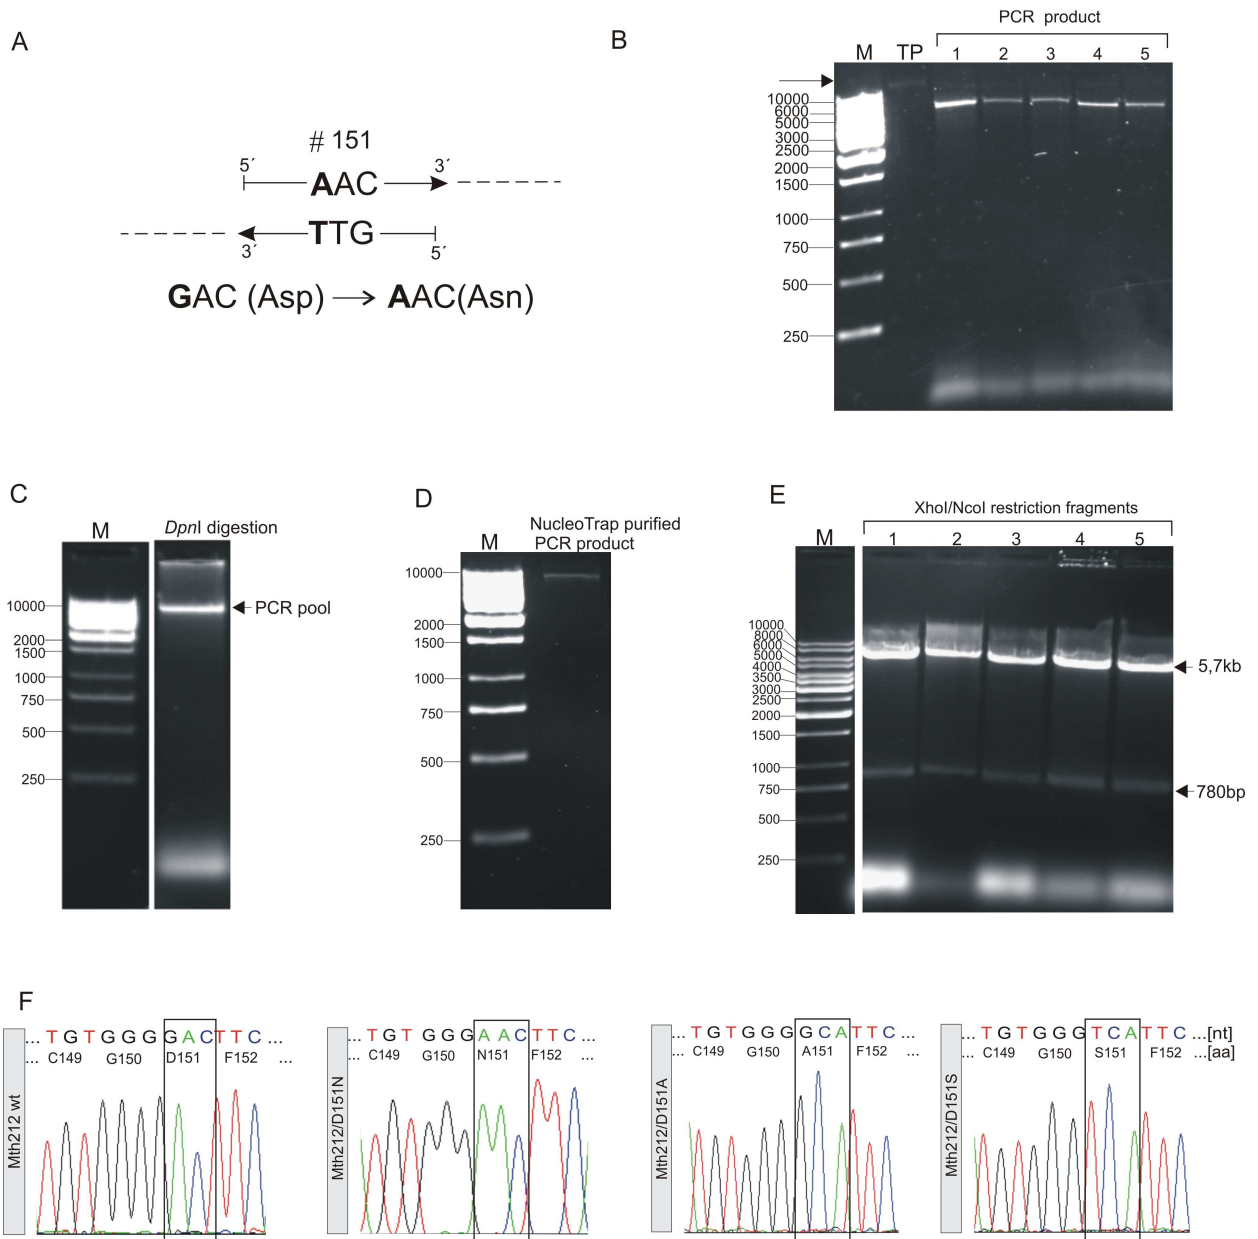 A
# 151
5´ 3´
AAC
TTG
3´ 5´
GAC (Asp) → AAC(Asn)
B
PCR product
M TP 1 2 3 4 5
10000
6000
5000
3000
2500
2000
1500
1000
750
500
250
C
M DpnI digestion
10000
2000
1500
1000
750
500
250
PCR pool
D
M NucleoTrap purified
PCR product
10000
2000
1500
1000
750
500
250
E
XhoI/NcoI restriction fragments
M 1 2 3 4 5
10000
8000
6000
5000
4000
3500
3000
2500
2000
1500
1000
750
500
250
5,7kb
780bp
F
Mth212 wt
... T G T G G G G A C T T C ...
... C149 G150 D151 F152 ...
Mth212/D151N
... T G T G G G A A C T T C ...
... C149 G150 N151 F152 ...
Mth212/D151A
... T G T G G G G C A T T C ...
... C149 G150 A151 F152 ...
Mth212/D151S
... T G T G G G T C A T T C ...[nt]
... C149 G150 S151 F152 ...[aa]